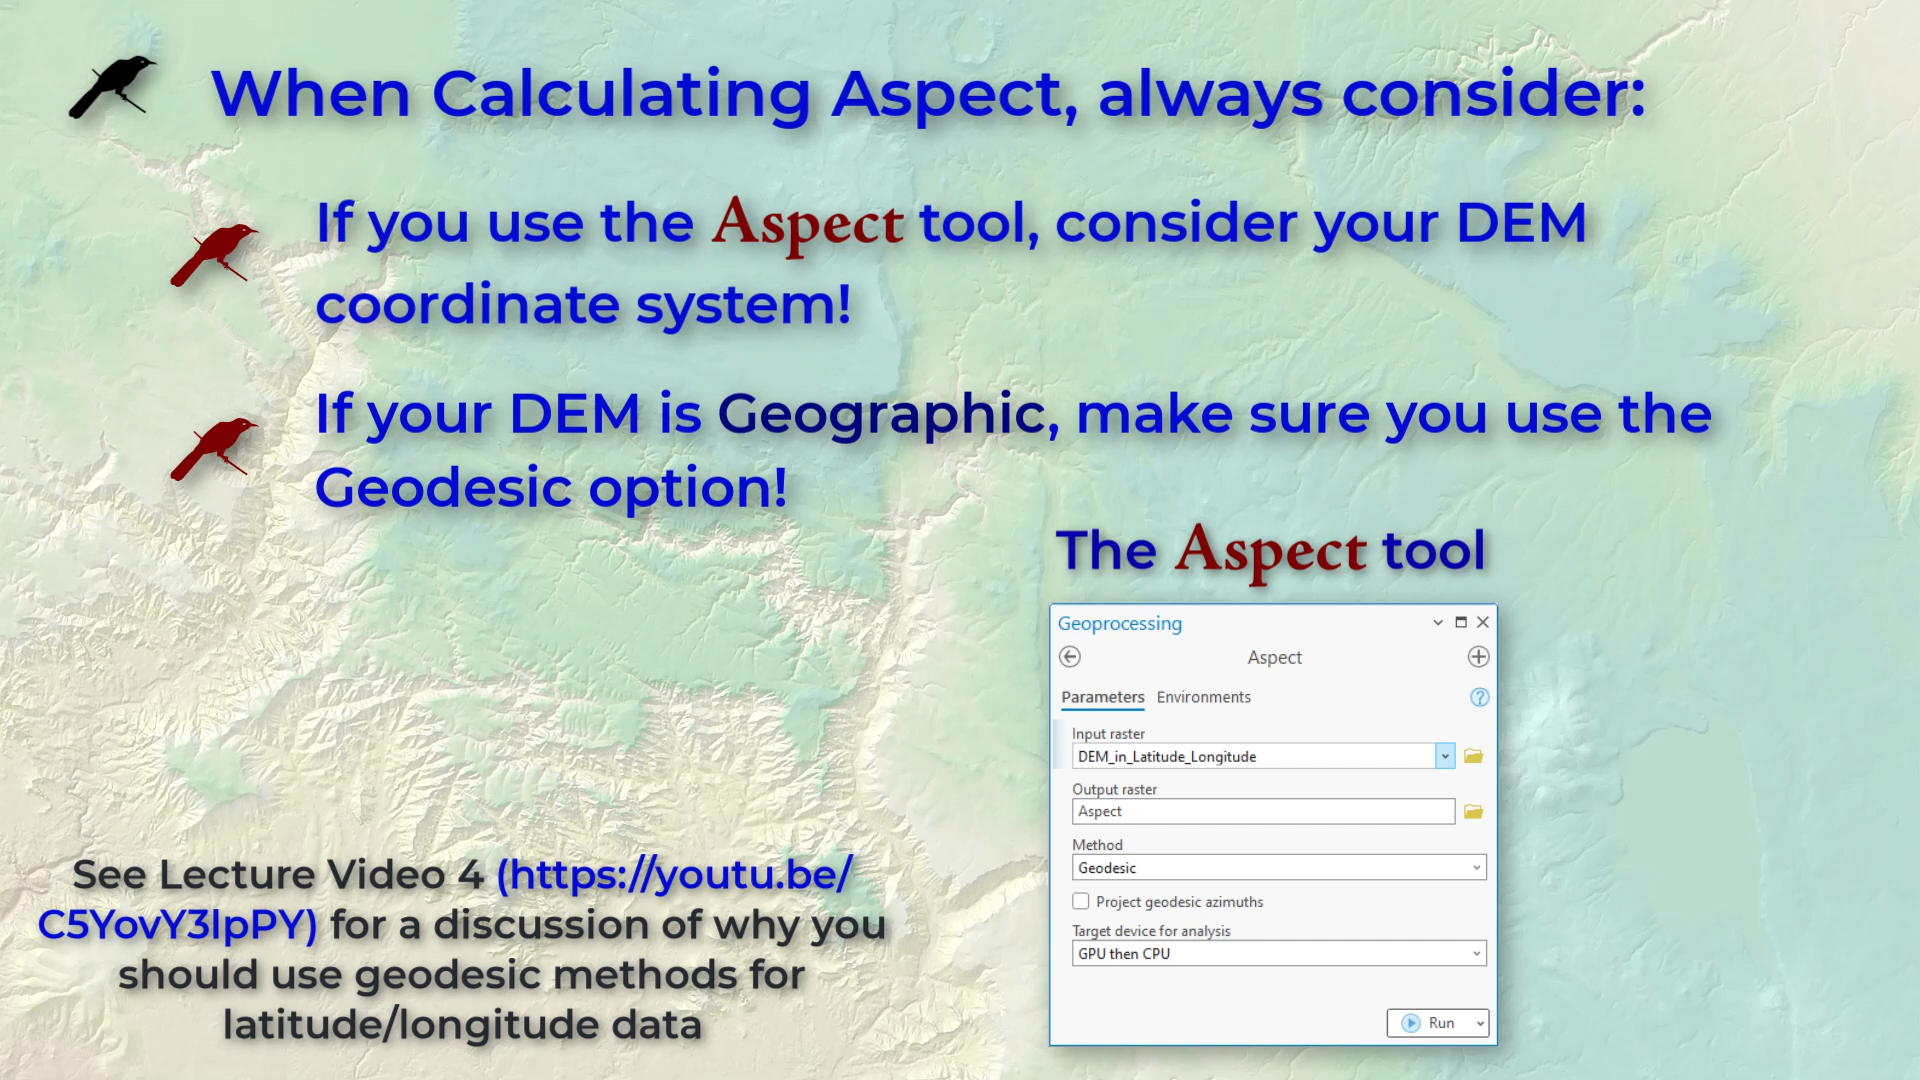 When Calculating Aspect, always consider:
If you use the Aspect tool, consider your DEM
coordinate system!
If your DEM is Geographic, make sure you use the
Geodesic option!
The Aspect tool
Geoprocessing
Aspect
Parameters Environments
Input raster
DEM_in_Latitude_Longitude
Output raster
Aspect
Method
Geodesic
Project geodesic azimuths
Target device for analysis
GPU then CPU
Run
See Lecture Video 4 (https://youtu.be/
C5YovY3lpPY) for a discussion of why you
should use geodesic methods for
latitude/longitude data